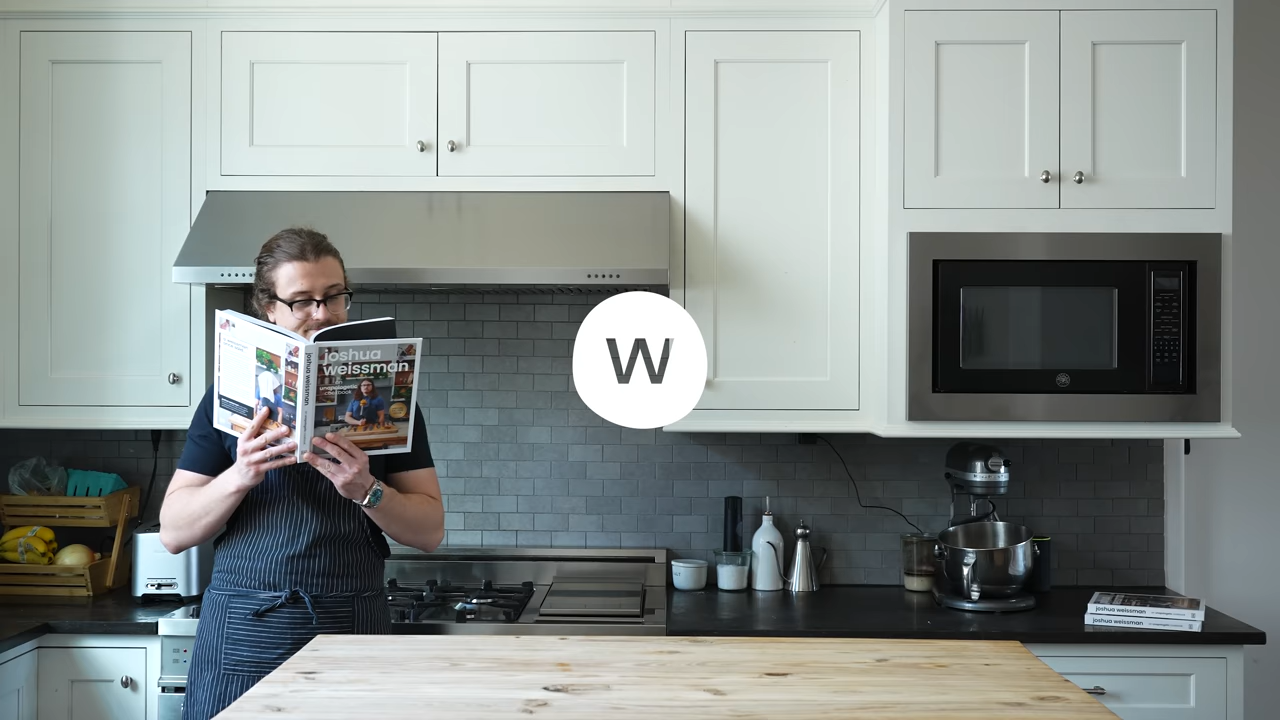 W
joshua
weissman
an
unapologetic
cookbook
joshua weissman
joshua weissman
joshua weissman